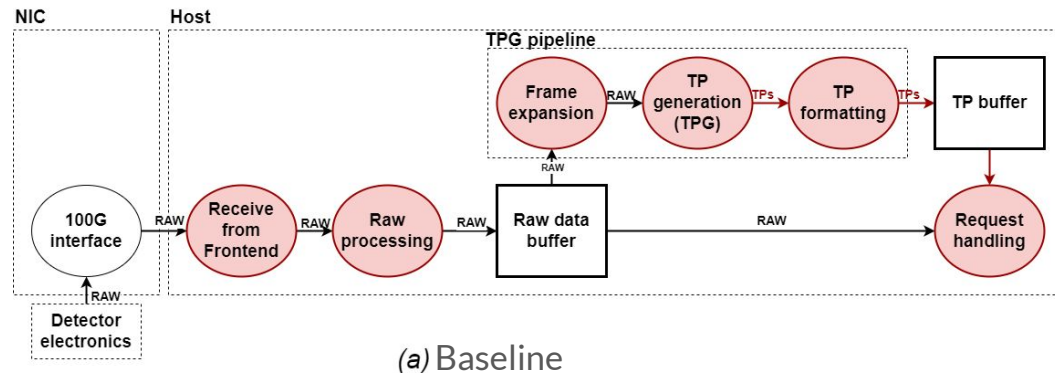 NIC
Host
TPG pipeline
Frame
expansion
RAW
TP
generation
(TPG)
TPs
TP
formatting
TPs
TP buffer
RAW
100G
interface
RAW
Receive
from
Frontend
RAW
Raw
processing
RAW
Raw data
buffer
RAW
Request
handling
RAW
Detector
electronics
(a) Baseline